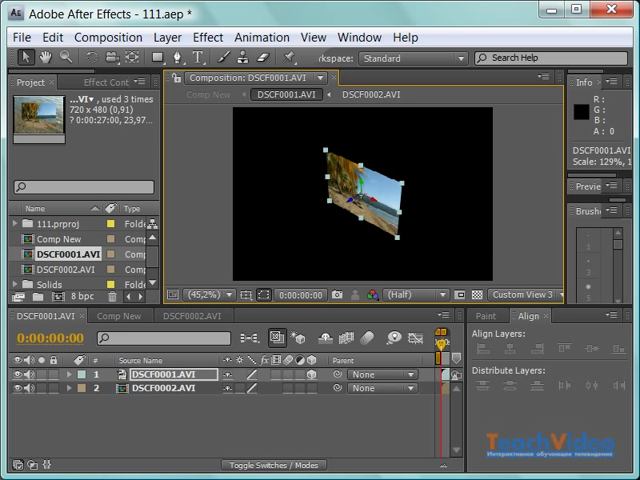 Adobe After Effects - 111.aep *
File Edit Composition Layer Effect Animation View Window Help
rkspace: Standard Search Help
Project Effect Cont
Composition: DSCF0001.AVI
Info
...VI▾ , used 3 times
720 x 480 (0,91)
? 0:00:27:00, 23,97...
Comp New DSCF0001.AVI DSCF0002.AVI
R :
G :
B :
A : 0
DSCF0001.AVI
Scale: 129%, 1
Previe
Brushe
Name Type
111.prproj Folde
Comp New Comp
DSCF0001.AVI Comp
DSCF0002.AVI Comp
Solids Folde
8 bpc
(45,2%) 0:00:00:00 (Half) Custom View 3
DSCF0001.AVI Comp New DSCF0002.AVI
Paint Align
0:00:00:00
Align Layers:
# Source Name Parent
1 DSCF0001.AVI None
2 DSCF0002.AVI None
Distribute Layers:
TeachVideo
Интерактивное обучающее телевидение
Toggle Switches / Modes